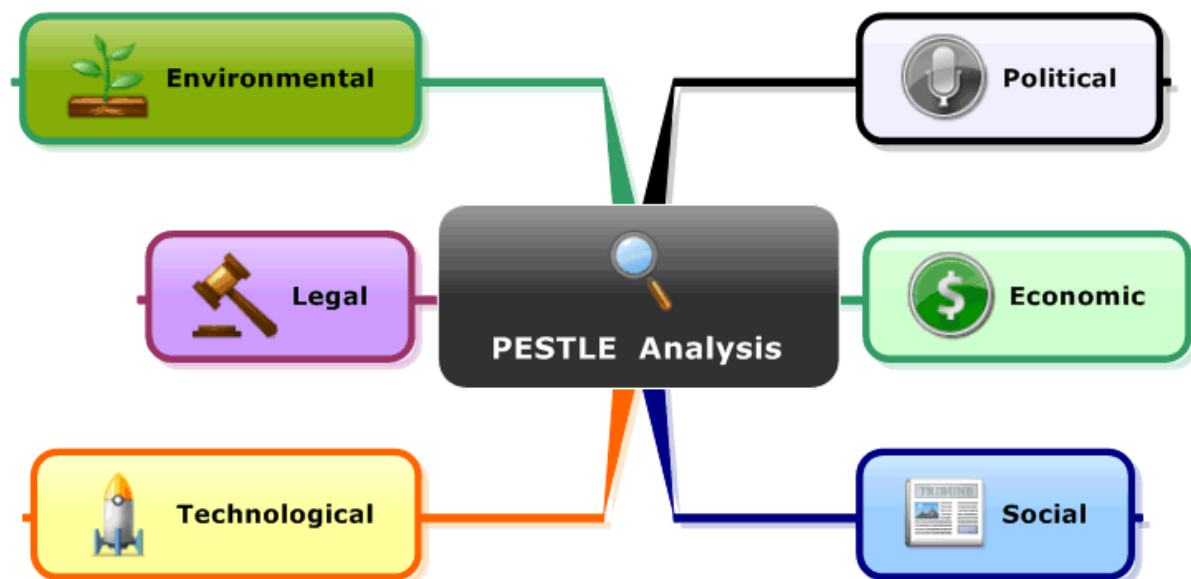 Environmental
Political
Legal
PESTLE Analysis
Economic
Technological
TRIBUNE
Social